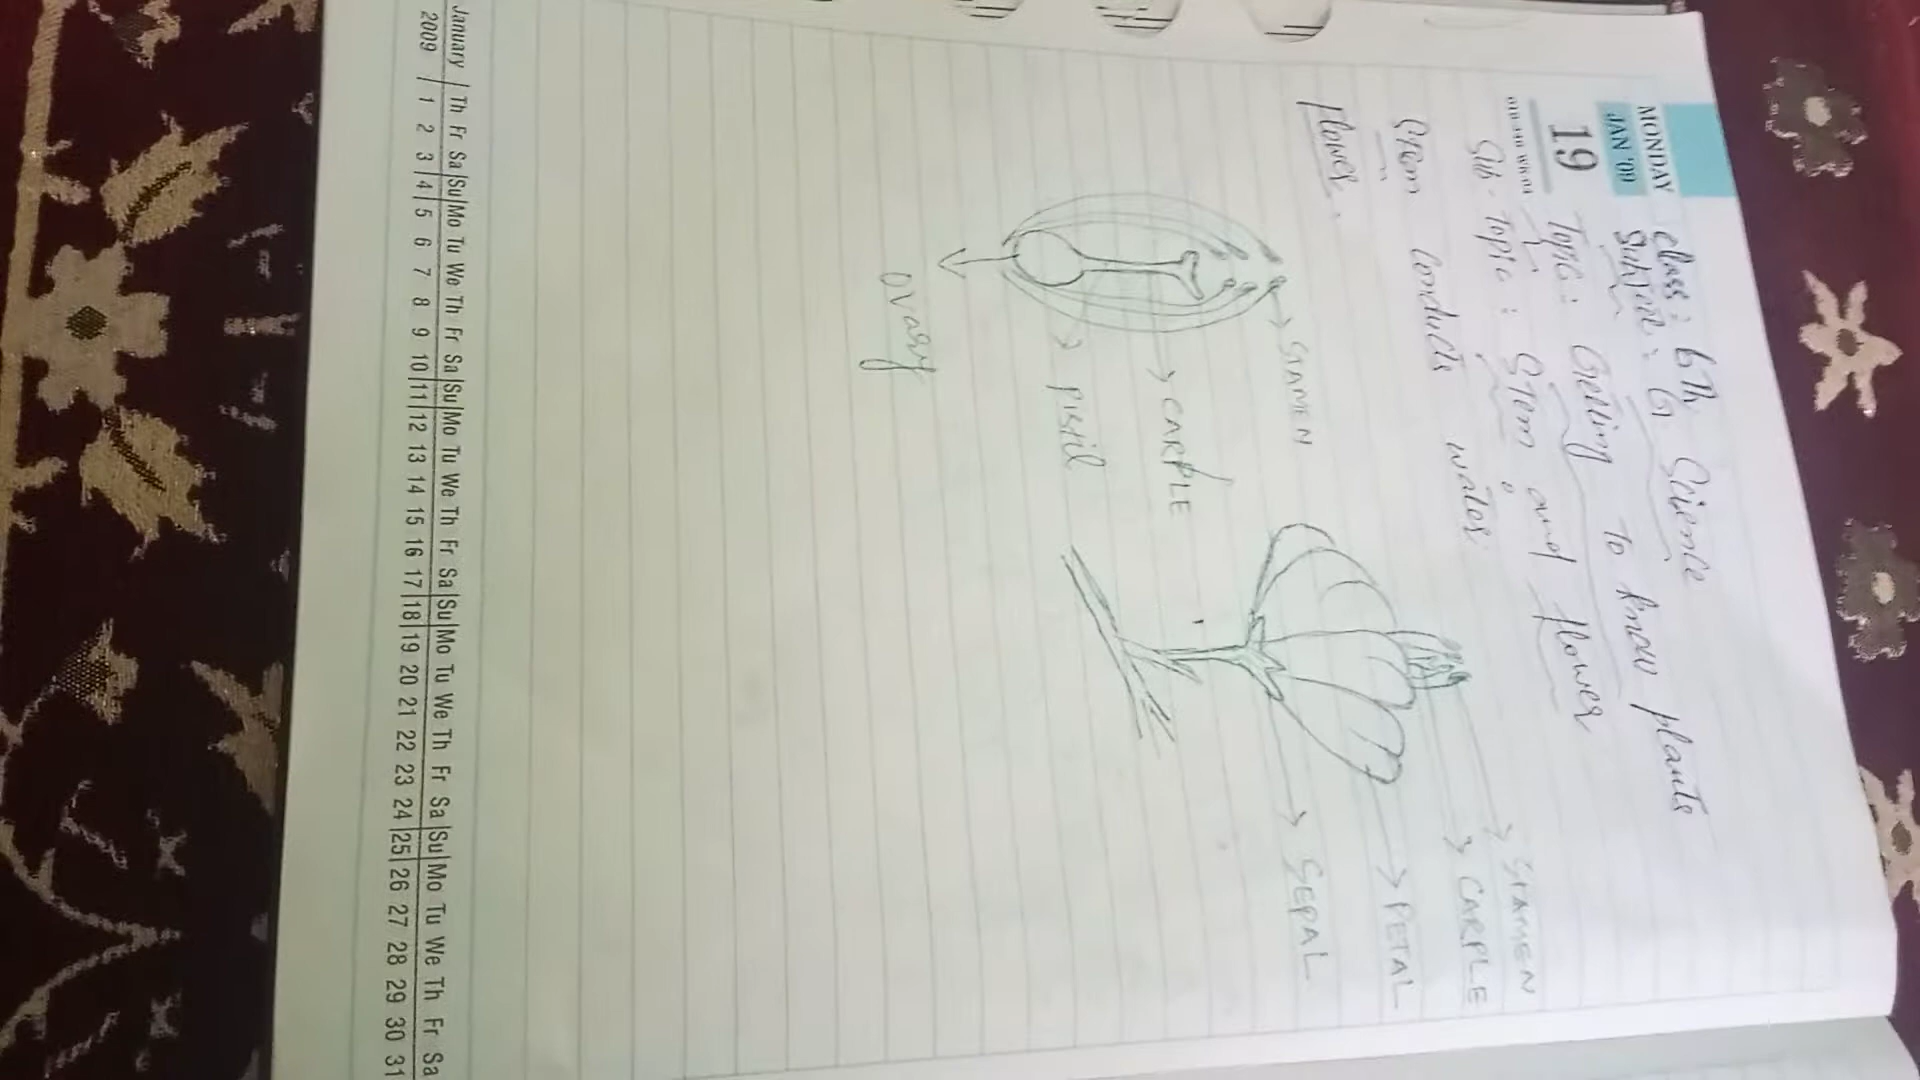 MONDAY
JAN '09
19
Class: 6th
Subject: G. Science
Topic: Getting to know plants
Sub-Topic: Stem and flower
Stem conducts water.
flower.
STAMEN
CARPLE
PISTIL
OVARY
STAMEN
CARPLE
PETAL
SEPAL
January Th Fr Sa Su Mo Tu We Th Fr Sa Su Mo Tu We Th Fr Sa Su Mo Tu We Th Fr Sa Su Mo Tu We Th Fr Sa
2009 1 2 3 4 5 6 7 8 9 10 11 12 13 14 15 16 17 18 19 20 21 22 23 24 25 26 27 28 29 30 31